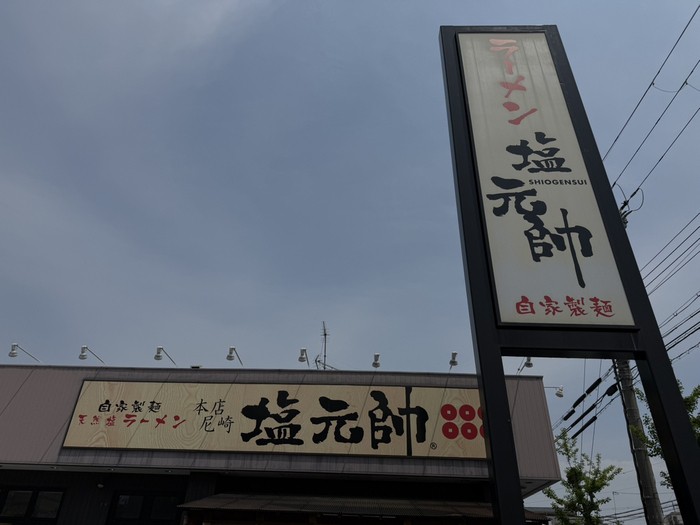 ラーメン
塩元帥
SHIOGENSUI
自家製麺
自家製麺
天然塩ラーメン
本店
尼崎
塩元帥
®